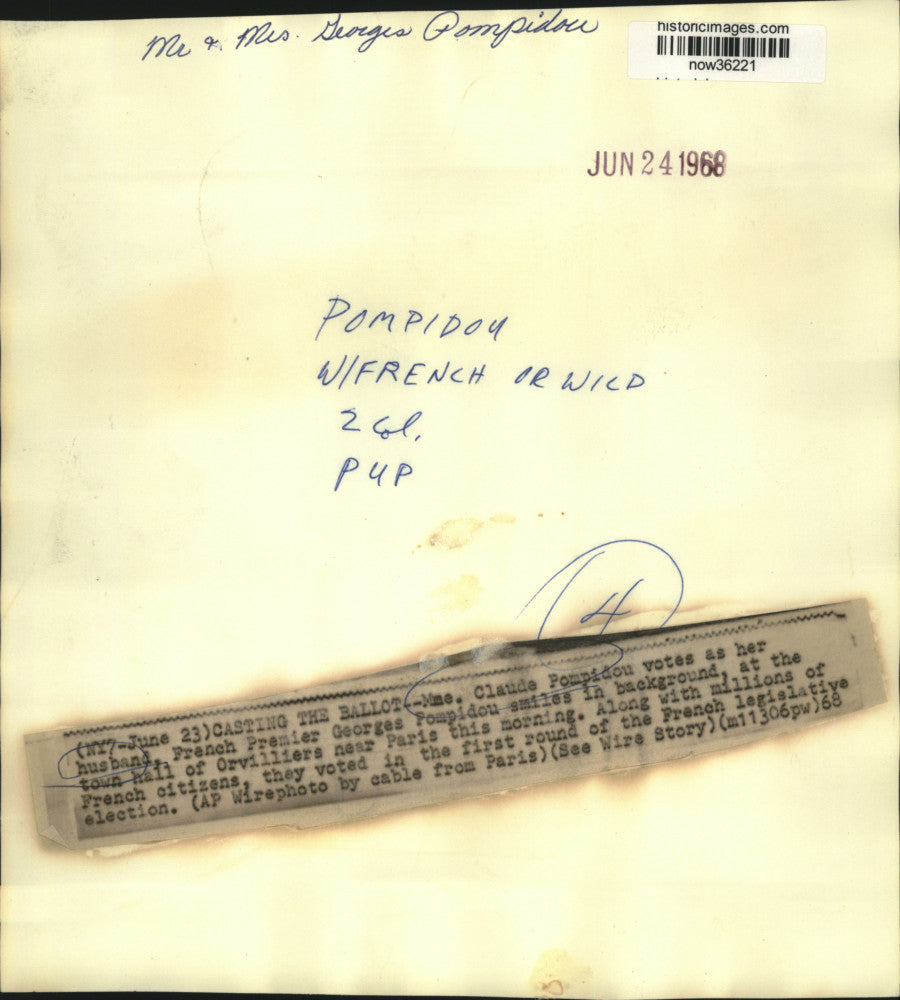 Mr & Mrs. Georges Pompidou
historicimages.com
now36221
JUN 24 1968
POMPIDOU
W/FRENCH OR WILD
2 Col.
PUP
4
(NY7-June 23)CASTING THE BALLOT--Mme. Claude Pompidou votes as her
husband, French Premier Georges Pompidou smiles in background, at the
town hall of Orvilliers near Paris this morning. Along with millions of
French citizens, they voted in the first round of the French legislative
election. (AP Wirephoto by cable from Paris)(See Wire Story)(m11306pw)68